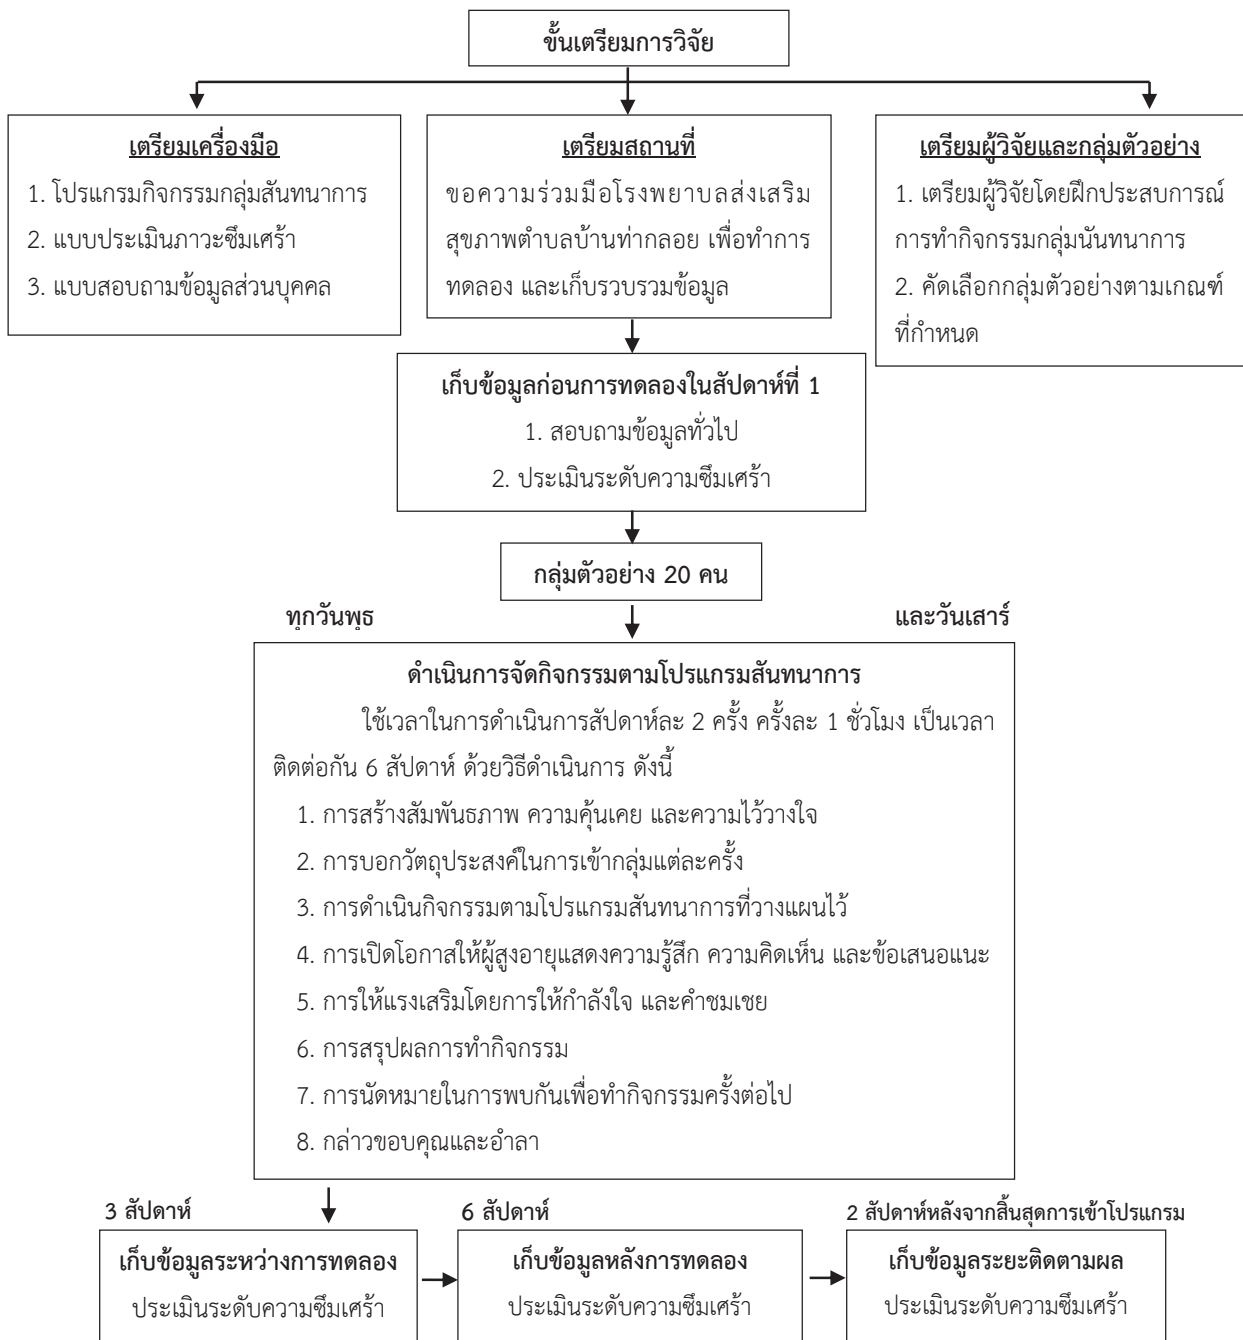 ขั้นเตรียมการวิจัย
เตรียมเครื่องมือ
1. โปรแกรมกิจกรรมกลุ่มสันทนาการ
2. แบบประเมินภาวะซึมเศร้า
3. แบบสอบถามข้อมูลส่วนบุคคล
เตรียมสถานที่
ขอความร่วมมือโรงพยาบาลส่งเสริม
สุขภาพตำบลบ้านท่ากลอย เพื่อทำการ
ทดลอง และเก็บรวบรวมข้อมูล
เตรียมผู้วิจัยและกลุ่มตัวอย่าง
1. เตรียมผู้วิจัยโดยฝึกประสบการณ์
การทำกิจกรรมกลุ่มนันทนาการ
2. คัดเลือกกลุ่มตัวอย่างตามเกณฑ์
ที่กำหนด
เก็บข้อมูลก่อนการทดลองในสัปดาห์ที่ 1
1. สอบถามข้อมูลทั่วไป
2. ประเมินระดับความซึมเศร้า
กลุ่มตัวอย่าง 20 คน
ทุกวันพุธ
และวันเสาร์
ดำเนินการจัดกิจกรรมตามโปรแกรมสันทนาการ
ใช้เวลาในการดำเนินการสัปดาห์ละ 2 ครั้ง ครั้งละ 1 ชั่วโมง เป็นเวลา
ติดต่อกัน 6 สัปดาห์ ด้วยวิธีดำเนินการ ดังนี้
1. การสร้างสัมพันธภาพ ความคุ้นเคย และความไว้วางใจ
2. การบอกวัตถุประสงค์ในการเข้ากลุ่มแต่ละครั้ง
3. การดำเนินกิจกรรมตามโปรแกรมสันทนาการที่วางแผนไว้
4. การเปิดโอกาสให้ผู้สูงอายุแสดงความรู้สึก ความคิดเห็น และข้อเสนอแนะ
5. การให้แรงเสริมโดยการให้กำลังใจ และคำชมเชย
6. การสรุปผลการทำกิจกรรม
7. การนัดหมายในการพบกันเพื่อทำกิจกรรมครั้งต่อไป
8. กล่าวขอบคุณและอำลา
3 สัปดาห์
เก็บข้อมูลระหว่างการทดลอง
ประเมินระดับความซึมเศร้า
6 สัปดาห์
เก็บข้อมูลหลังการทดลอง
ประเมินระดับความซึมเศร้า
2 สัปดาห์หลังจากสิ้นสุดการเข้าโปรแกรม
เก็บข้อมูลระยะติดตามผล
ประเมินระดับความซึมเศร้า